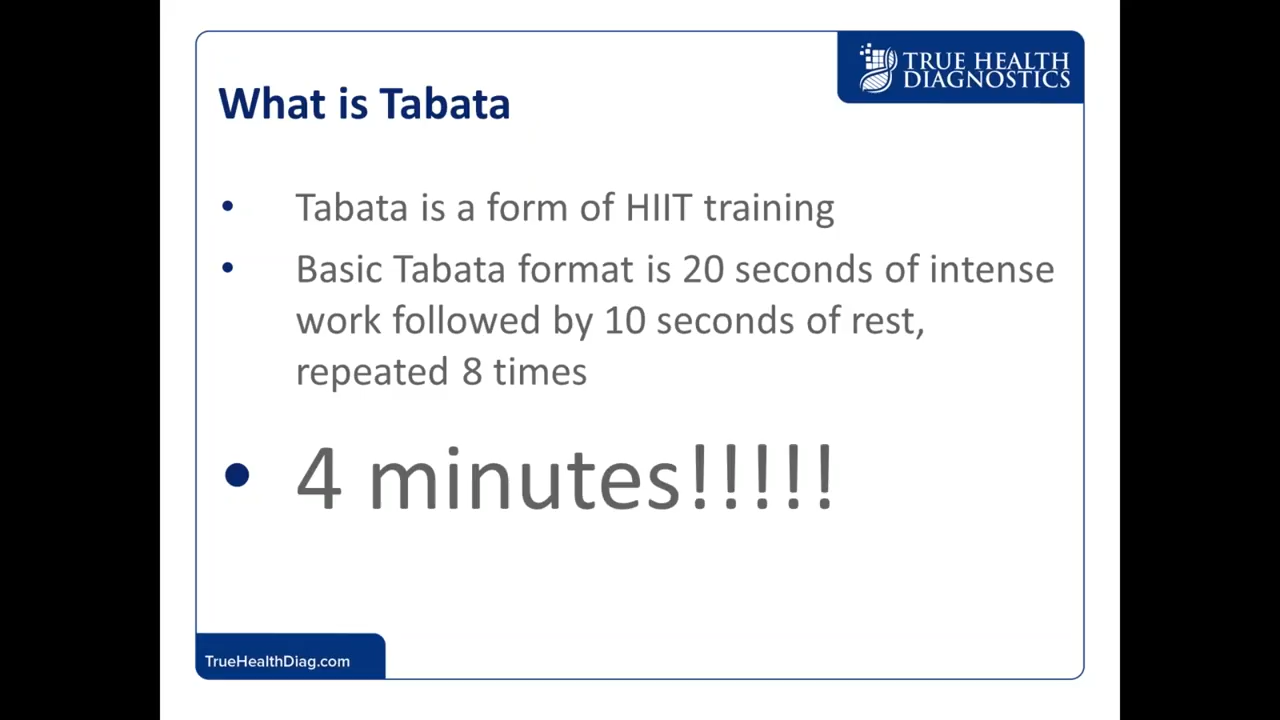 TRUE HEALTH
DIAGNOSTICS
What is Tabata
• Tabata is a form of HIIT training
• Basic Tabata format is 20 seconds of intense
work followed by 10 seconds of rest,
repeated 8 times
• 4 minutes!!!!!
TrueHealthDiag.com